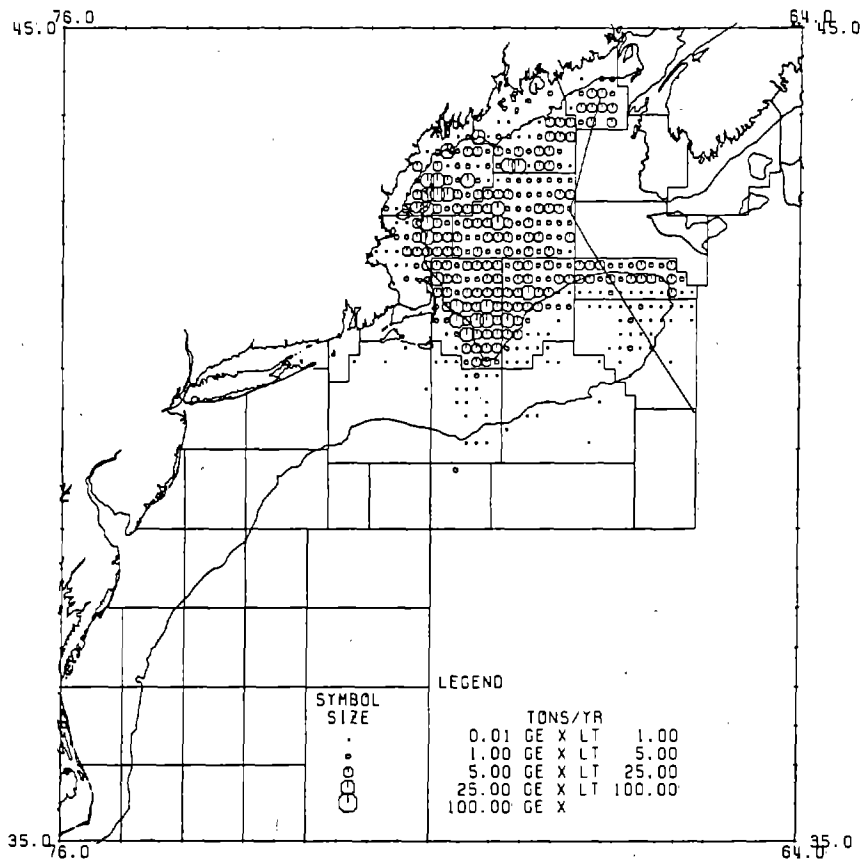 76.0 64.0
45.0 45.0
LEGEND
SYMBOL
SIZE
TONS/YR
0.01 GE X LT 1.00
1.00 GE X LT 5.00
5.00 GE X LT 25.00
25.00 GE X LT 100.00
100.00 GE X
35.0 35.0
76.0 64.0